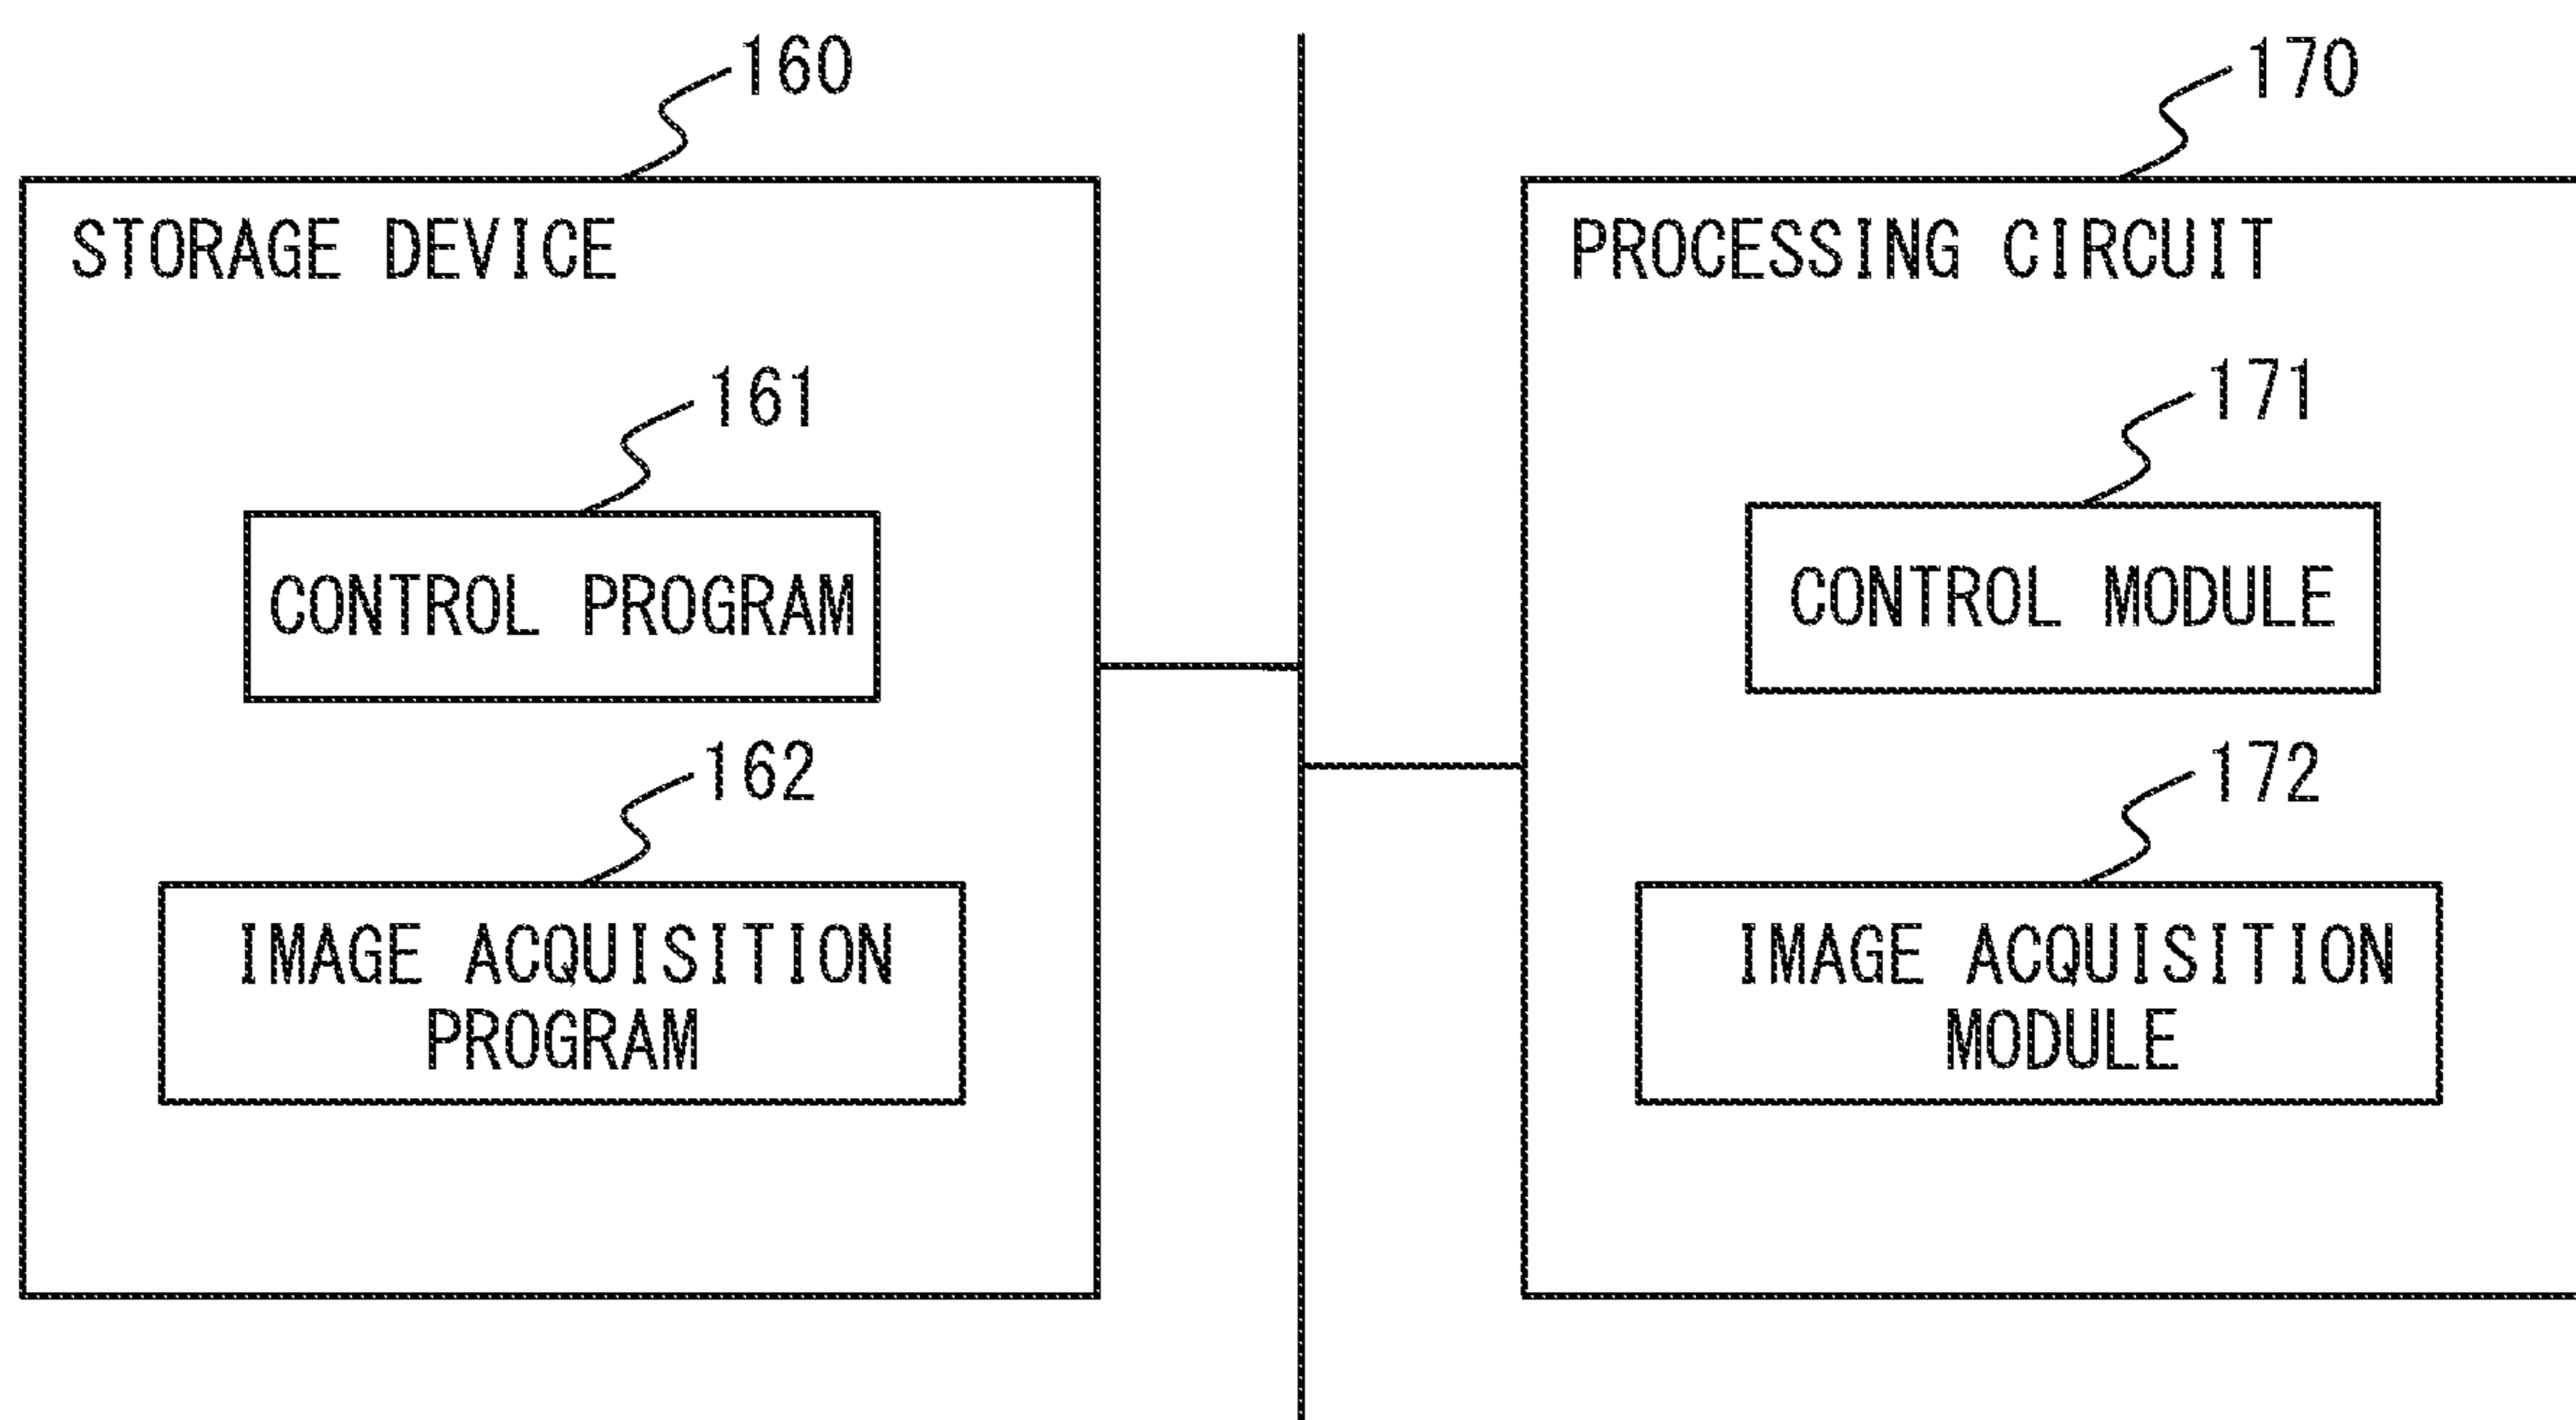 160
STORAGE DEVICE
161
CONTROL PROGRAM
162
IMAGE ACQUISITION
PROGRAM
170
PROCESSING CIRCUIT
171
CONTROL MODULE
172
IMAGE ACQUISITION
MODULE